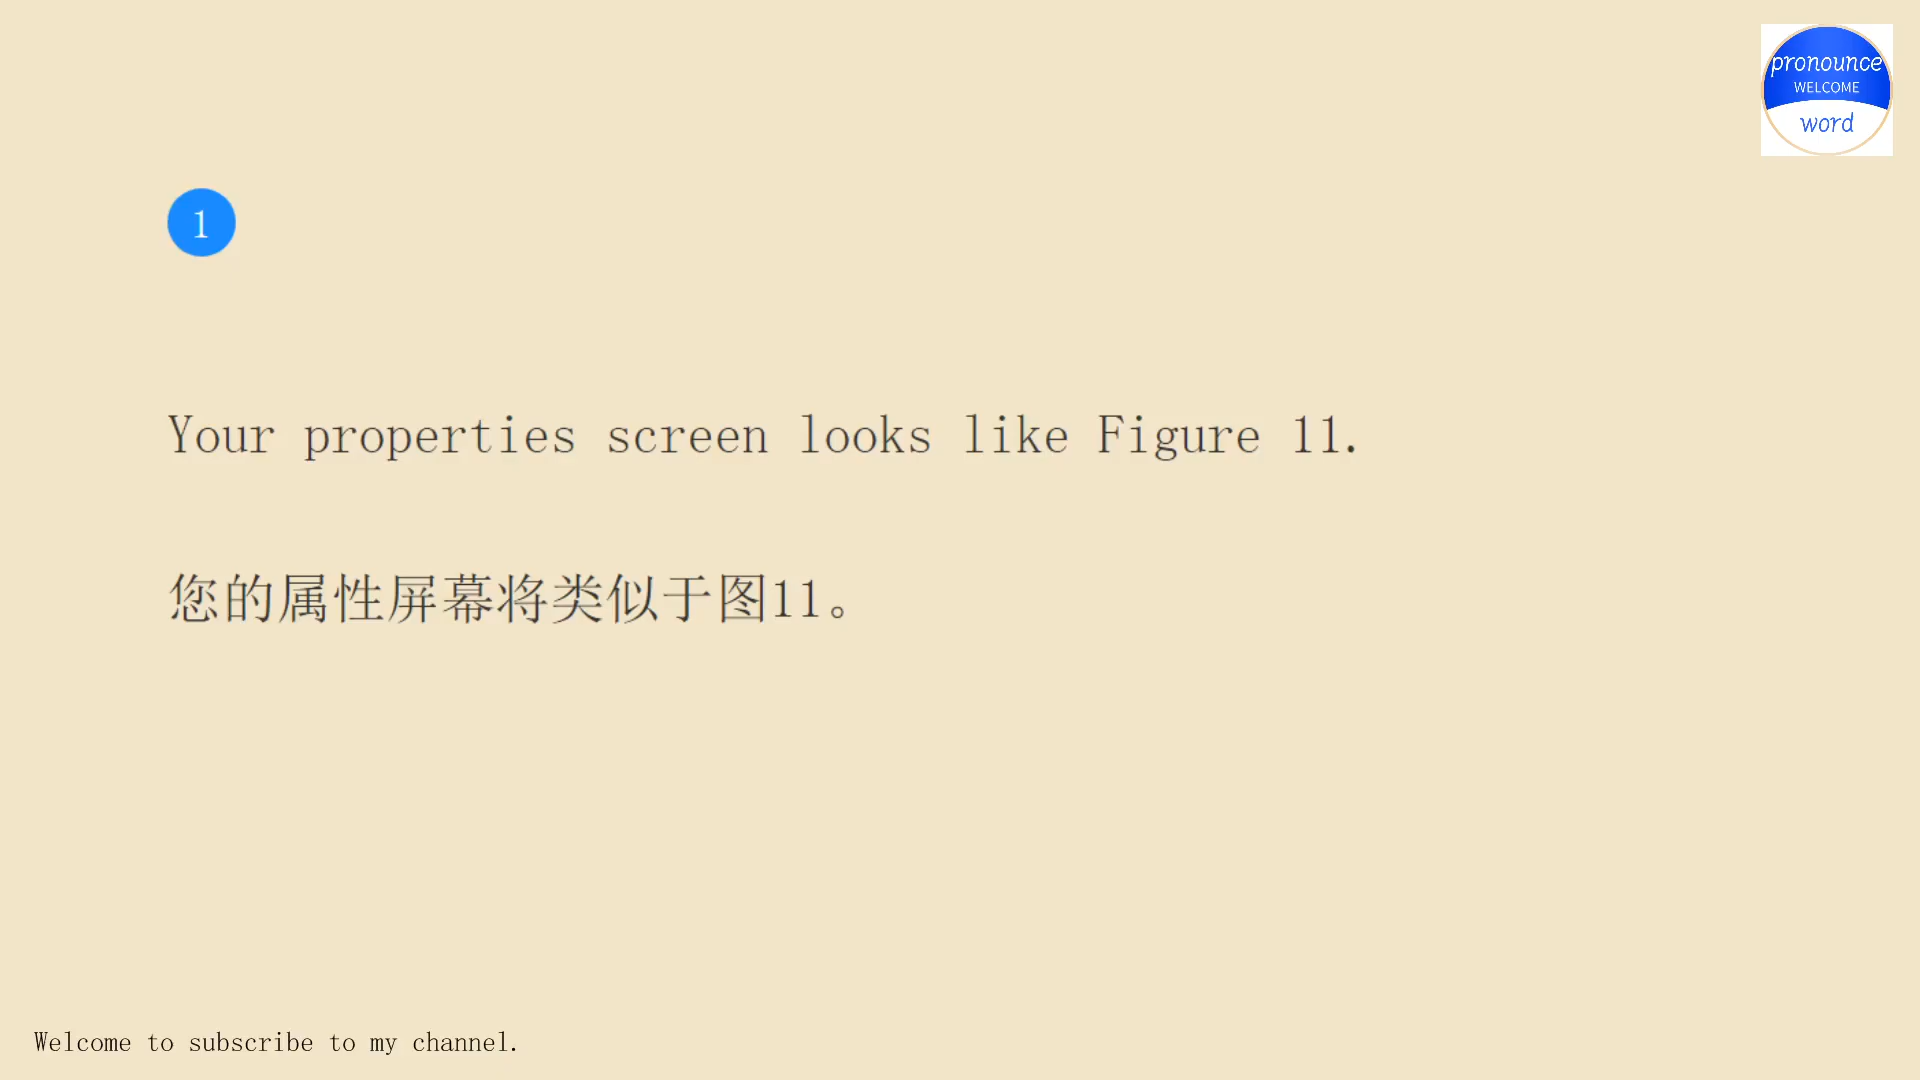 pronounce
WELCOME
word
1
Your properties screen looks like Figure 11.
您的属性屏幕将类似于图11。
Welcome to subscribe to my channel.